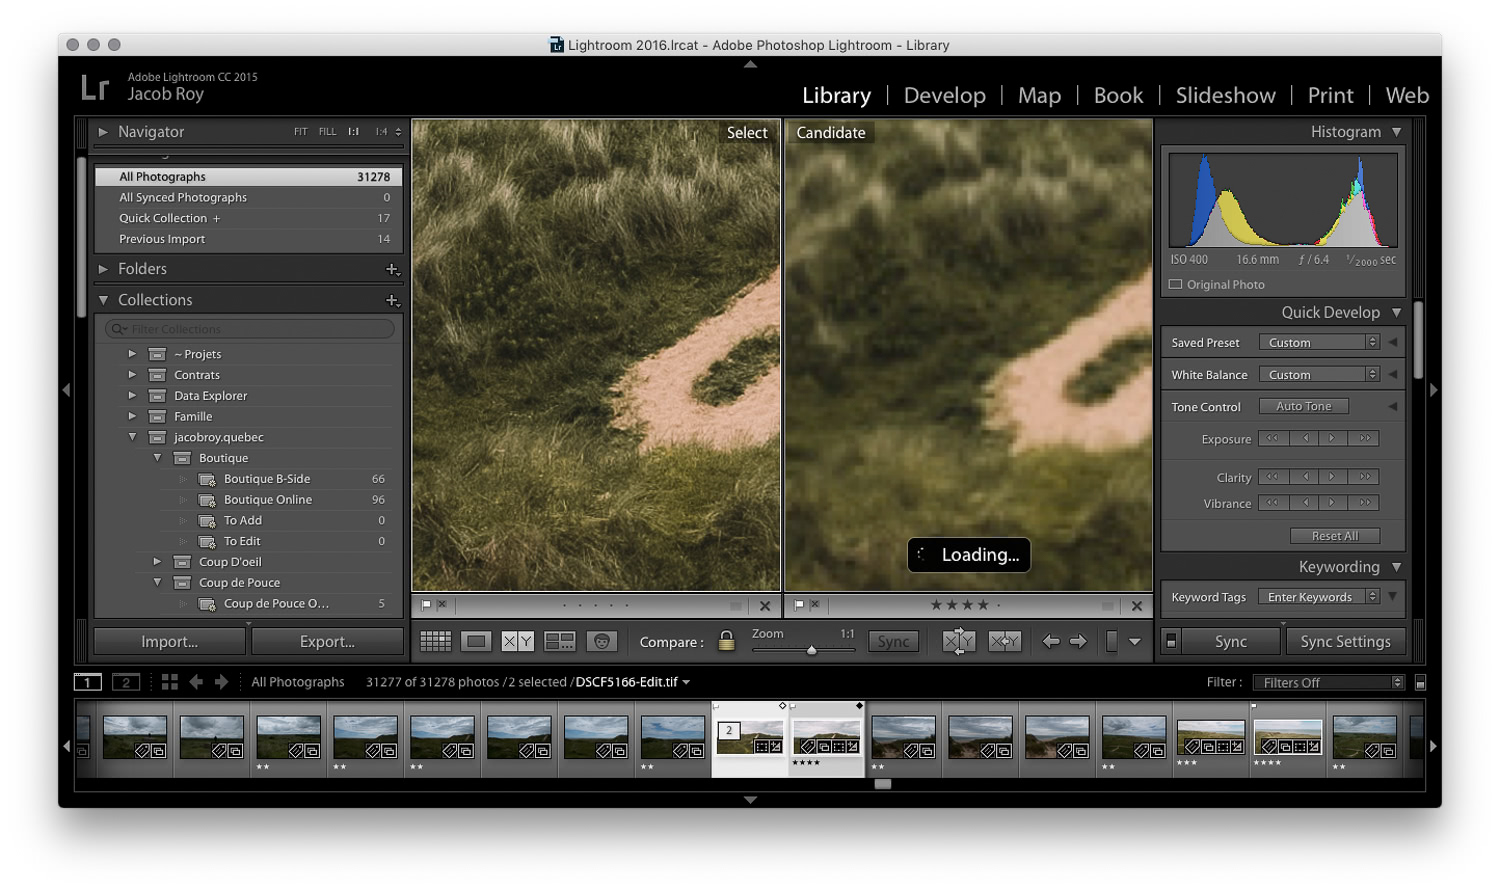 Lightroom 2016.lrcat - Adobe Photoshop Lightroom - Library
Lr
Adobe Lightroom CC 2015
Jacob Roy
Library | Develop | Map | Book | Slideshow | Print | Web
Navigator FIT FILL 1:1 1:4
All Photographs 31278
All Synced Photographs 0
Quick Collection + 17
Previous Import 14
Folders
Collections
Filter Collections
~ Projets
Contrats
Data Explorer
Famille
jacobroy.quebec
Boutique
Boutique B-Side 66
Boutique Online 96
To Add 0
To Edit 0
Coup D'oeil
Coup de Pouce
Coup de Pouce O... 5
Import... Export...
Select
Candidate
Loading...
XY Compare : Zoom 1:1 Sync XY XY
Histogram
ISO 400 16.6 mm ƒ / 6.4 1/2000 sec
Original Photo
Quick Develop
Saved Preset Custom
White Balance Custom
Tone Control Auto Tone
Exposure
Clarity
Vibrance
Reset All
Keywording
Keyword Tags Enter Keywords
Sync Sync Settings
1 2 All Photographs 31277 of 31278 photos /2 selected /DSCF5166-Edit.tif Filter : Filters Off
2